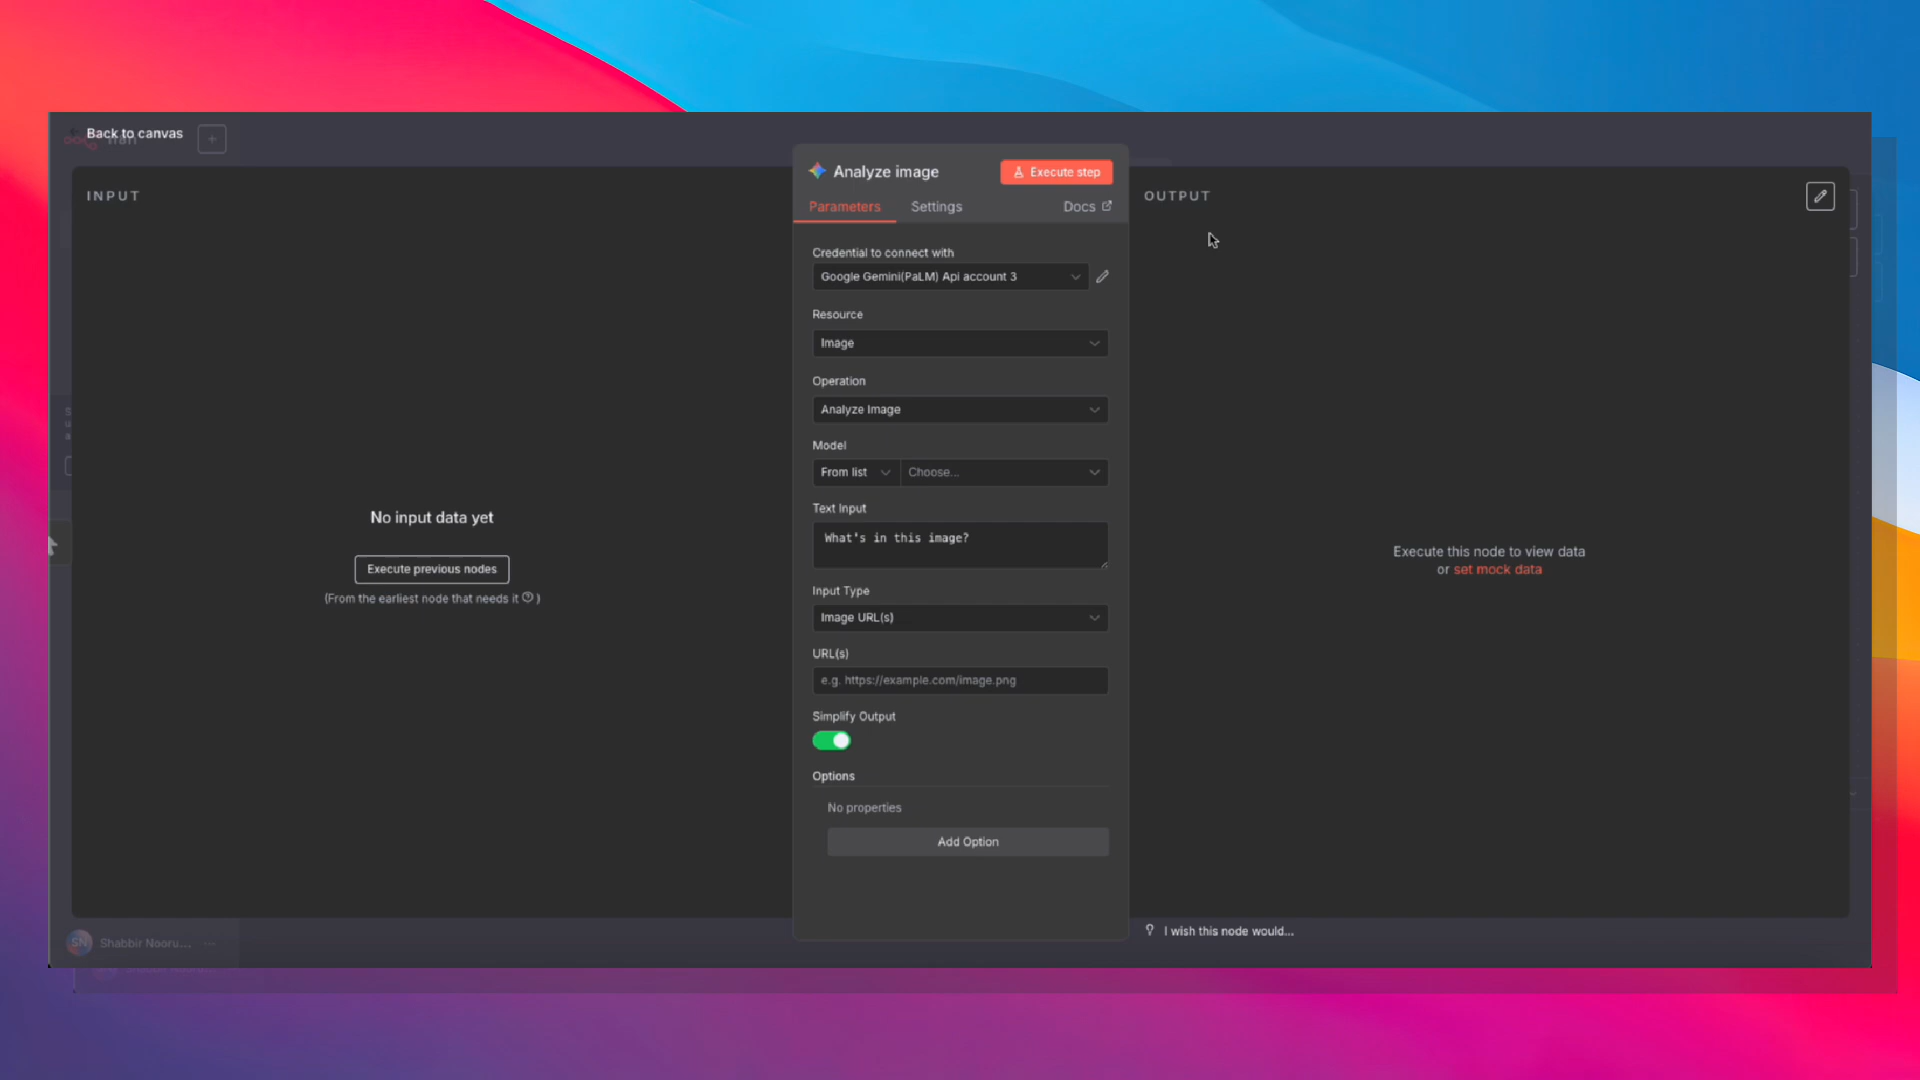 Back to canvas
+
INPUT
No input data yet
Execute previous nodes
(From the earliest node that needs it ?)
Analyze image
Execute step
Parameters Settings Docs
Credential to connect with
Google Gemini(PaLM) Api account 3
Resource
Image
Operation
Analyze Image
Model
From list Choose...
Text Input
What's in this image?
Input Type
Image URL(s)
URL(s)
e.g. https://example.com/image.png
Simplify Output
Options
No properties
Add Option
OUTPUT
Execute this node to view data
or set mock data
I wish this node would...
SN Shabbir Nooru... ...